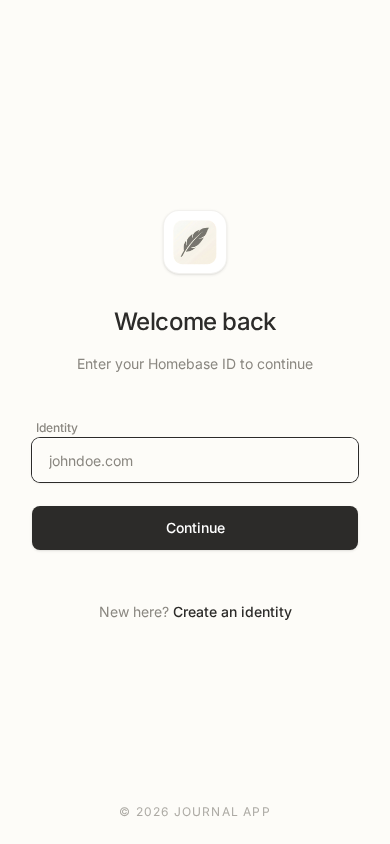 Welcome back
Enter your Homebase ID to continue
Identity
johndoe.com
Continue
New here? Create an identity
© 2026 JOURNAL APP